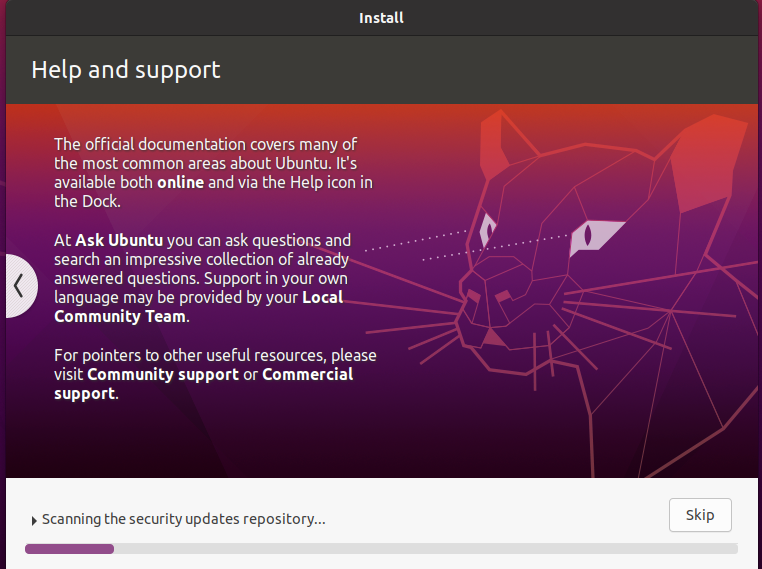 Install
Help and support
The official documentation covers many of
the most common areas about Ubuntu. It's
available both online and via the Help icon in
the Dock.
At Ask Ubuntu you can ask questions and
search an impressive collection of already
answered questions. Support in your own
language may be provided by your Local
Community Team.
For pointers to other useful resources, please
visit Community support or Commercial
support.
Scanning the security updates repository...
Skip